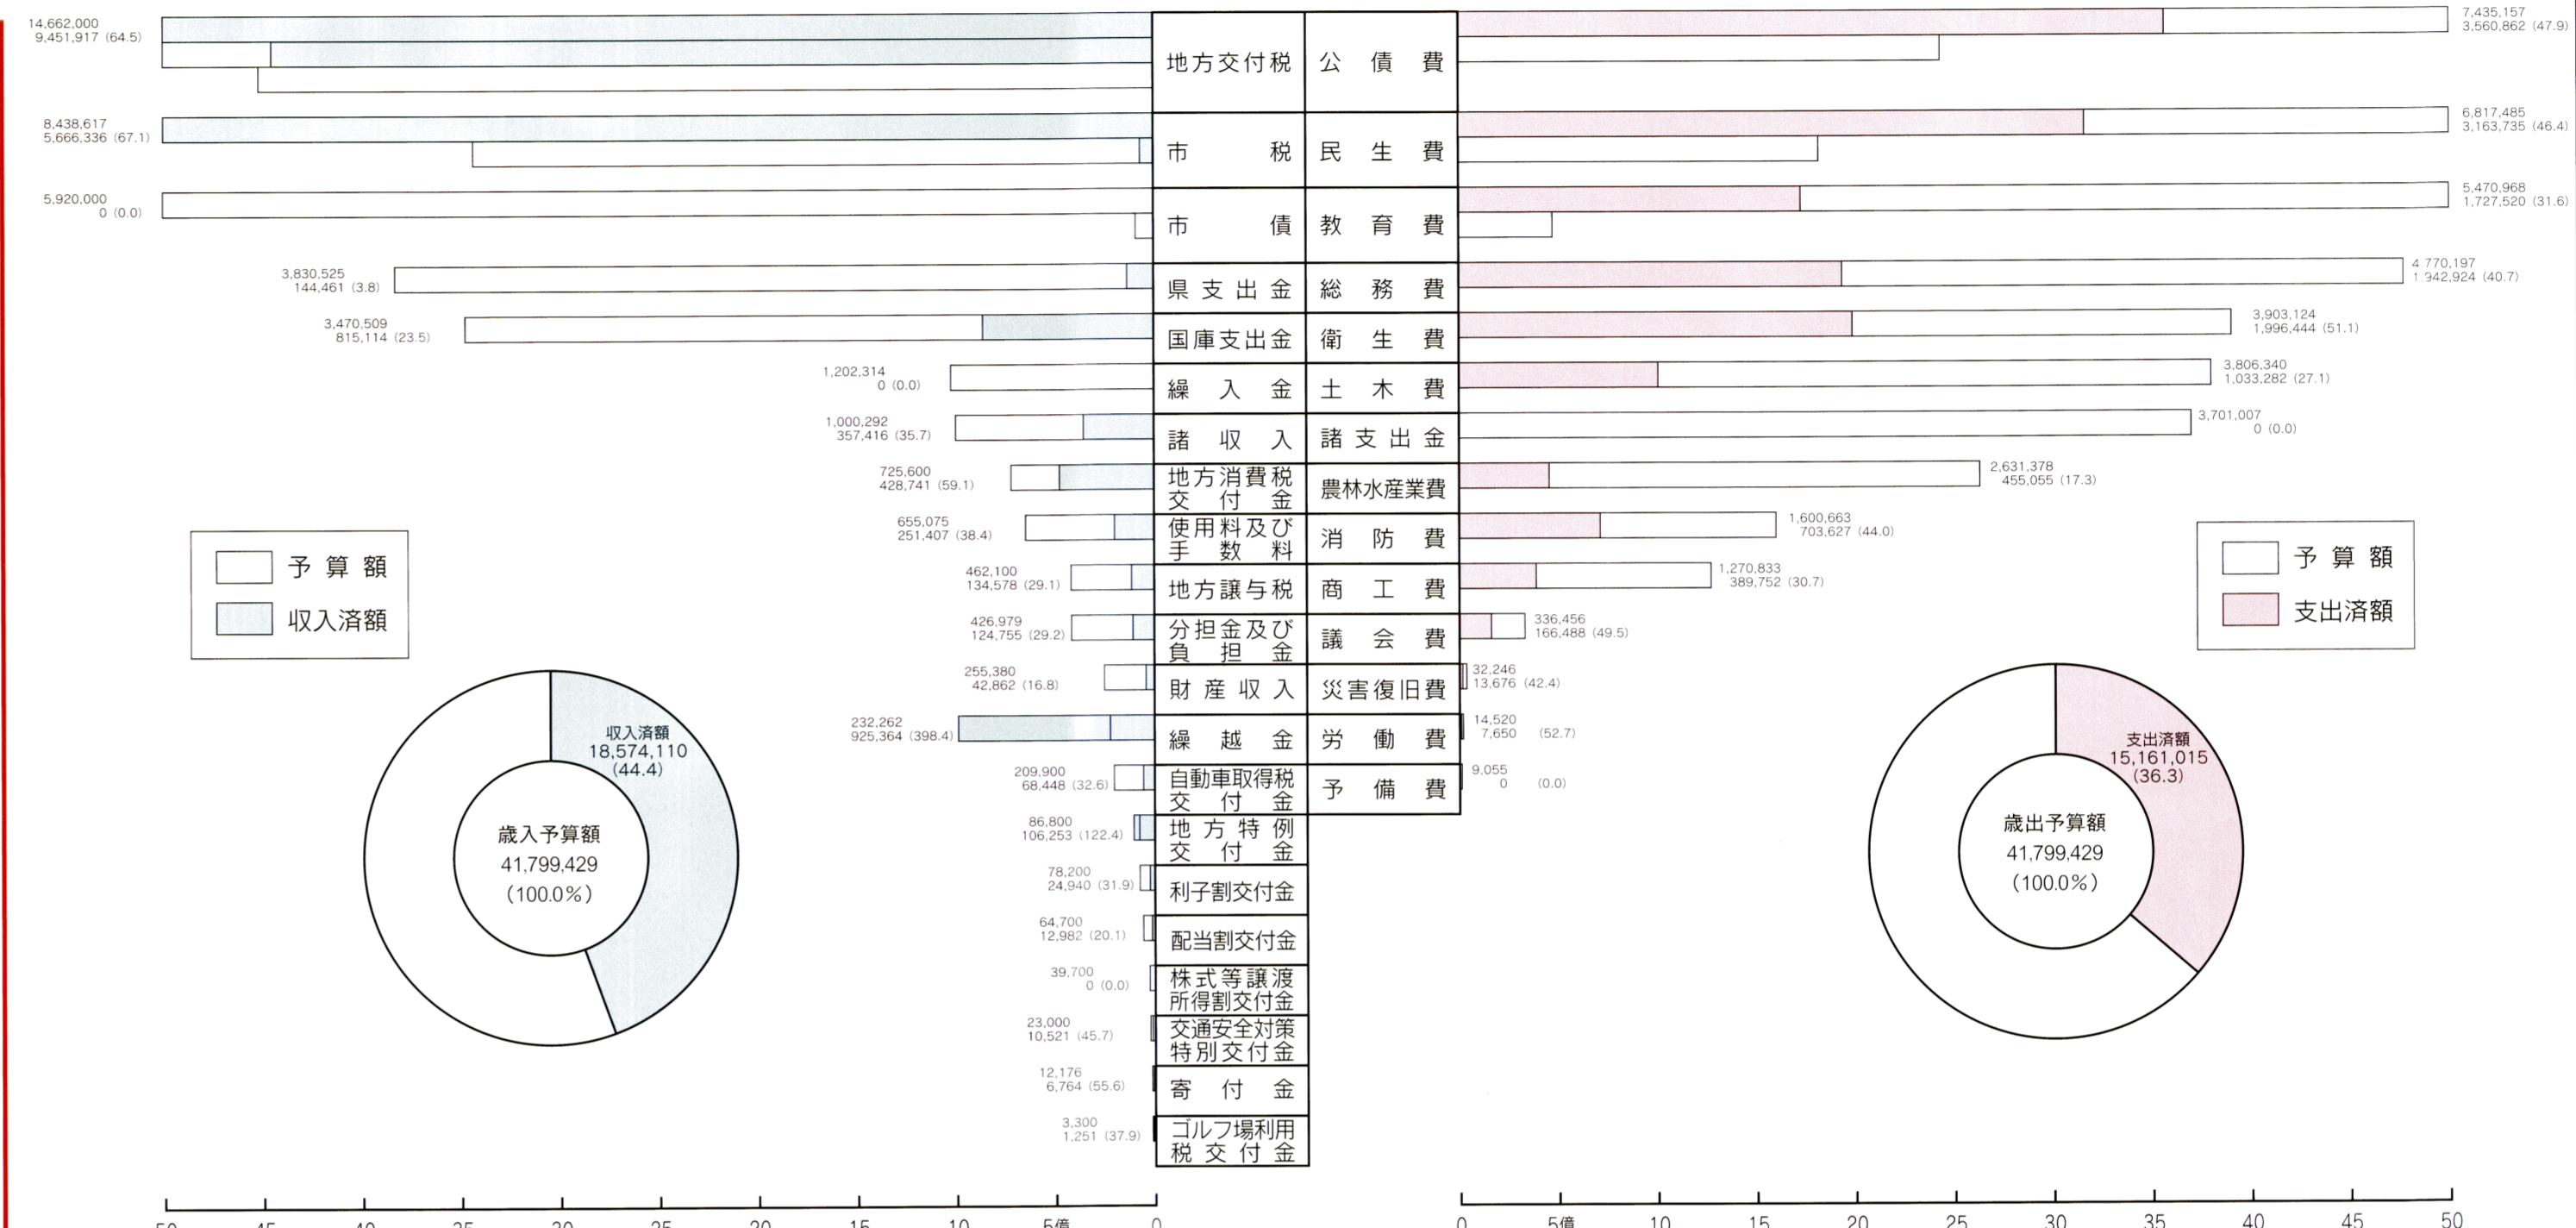 14,662,000
9,451,917 (64.5)
地方交付税
公債費
7,435,157
3,560,862 (47.9)
8,438,617
5,666,336 (67.1)
市税
民生費
6,817,485
3,163,735 (46.4)
5,920,000
0 (0.0)
市債
教育費
5,470,968
1,727,520 (31.6)
3,830,525
144,461 (3.8)
県支出金
総務費
4,770,197
1,942,924 (40.7)
3,470,509
815,114 (23.5)
国庫支出金
衛生費
3,903,124
1,996,444 (51.1)
1,202,314
0 (0.0)
繰入金
土木費
3,806,340
1,033,282 (27.1)
1,000,292
357,416 (35.7)
諸収入
諸支出金
3,701,007
0 (0.0)
725,600
428,741 (59.1)
地方消費税
交付金
農林水産業費
2,631,378
455,055 (17.3)
655,075
251,407 (38.4)
使用料及び
手数料
消防費
1,600,663
703,627 (44.0)
462,100
134,578 (29.1)
地方譲与税
商工費
1,270,833
389,752 (30.7)
426,979
124,755 (29.2)
分担金及び
負担金
議会費
336,456
166,488 (49.5)
255,380
42,862 (16.8)
財産収入
災害復旧費
32,246
13,676 (42.4)
232,262
925,364 (398.4)
繰越金
労働費
14,520
7,650 (52.7)
209,900
68,448 (32.6)
自動車取得税
交付金
予備費
9,055
0 (0.0)
86,800
106,253 (122.4)
地方特例
交付金
78,200
24,940 (31.9)
利子割交付金
64,700
12,982 (20.1)
配当割交付金
39,700
0 (0.0)
株式等譲渡
所得割交付金
23,000
10,521 (45.7)
交通安全対策
特別交付金
12,176
6,764 (55.6)
寄付金
3,300
1,251 (37.9)
ゴルフ場利用
税交付金
予算額
収入済額
収入済額
18,574,110
(44.4)
歳入予算額
41,799,429
(100.0%)
予算額
支出済額
支出済額
15,161,015
(36.3)
歳出予算額
41,799,429
(100.0%)
50 45 40 35 30 25 20 15 10 5億 0
0 5億 10 15 20 25 30 35 40 45 50